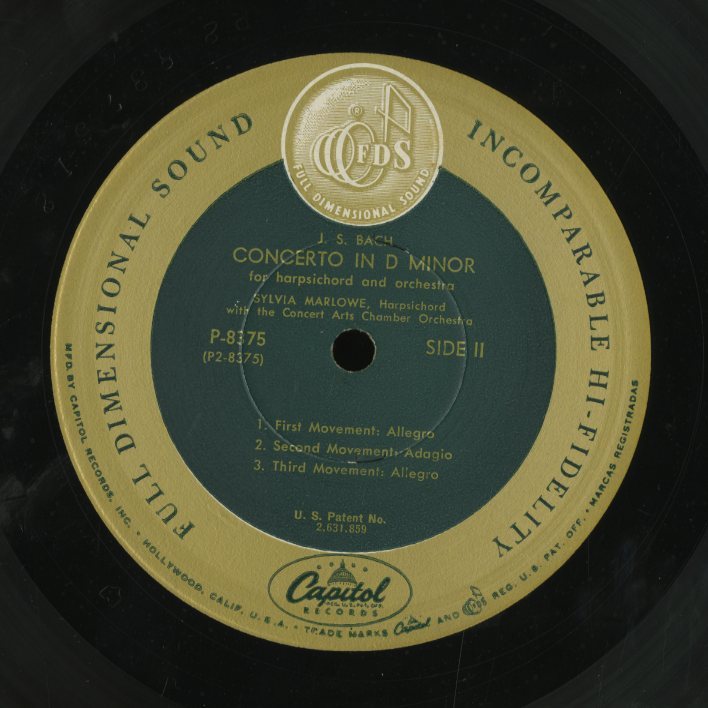 FULL DIMENSIONAL SOUND
INCOMPARABLE HI-FIDELITY
®
FDS
FULL DIMENSIONAL SOUND
J. S. BACH
CONCERTO IN D MINOR
for harpsichord and orchestra
SYLVIA MARLOWE, Harpsichord
with the Concert Arts Chamber Orchestra
P-8375
(P2-8375)
SIDE II
1. First Movement: Allegro
2. Second Movement: Adagio
3. Third Movement: Allegro
U. S. Patent No.
2,631,859
Capitol
RECORDS
MFD. BY CAPITOL RECORDS, INC. • HOLLYWOOD, CALIF. U.S.A. • TRADE MARKS Capitol AND FDS REG. U.S. PAT. OFF. • MARCAS REGISTRADAS